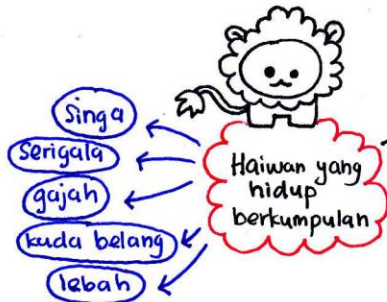 Singa
Serigala
gajah
kuda belang
lebah
Haiwan yang
hidup
berkumpulan